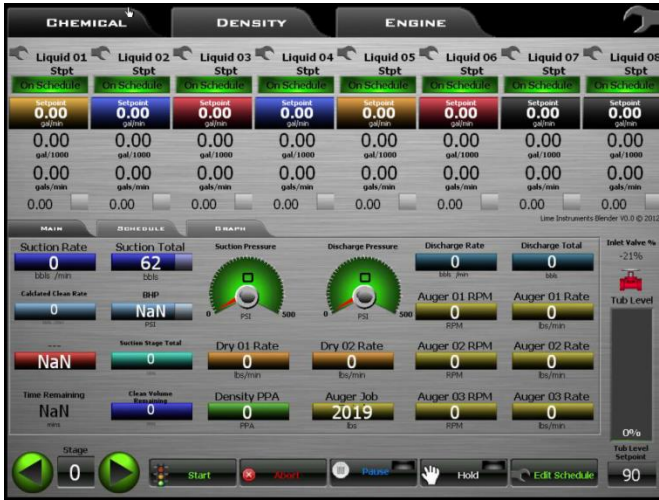 CHEMICAL DENSITY ENGINE
Liquid 01 Liquid 02 Liquid 03 Liquid 04 Liquid 05 Liquid 06 Liquid 07 Liquid 08
Stpt Stpt Stpt Stpt Stpt Stpt Stpt Stpt
On Schedule On Schedule On Schedule On Schedule On Schedule On Schedule On Schedule On Schedule
Setpoint Setpoint Setpoint Setpoint Setpoint Setpoint Setpoint Setpoint
0.00 0.00 0.00 0.00 0.00 0.00 0.00 0.00
gal/min gal/min gal/min gal/min gal/min gal/min gal/min gal/min
0.00 0.00 0.00 0.00 0.00 0.00 0.00 0.00
gal/1000 gal/1000 gal/1000 gal/1000 gal/1000 gal/1000 gal/1000 gal/1000
0.00 0.00 0.00 0.00 0.00 0.00 0.00 0.00
gals/min gals/min gals/min gals/min gals/min gals/min gals/min gals/min
0.00 0.00 0.00 0.00 0.00 0.00 0.00 0.00
Lime Instruments Blender V0.0 © 2012
MAIN SCHEDULE GRAPH
Suction Rate Suction Total Suction Pressure Discharge Pressure Discharge Rate Discharge Total Inlet Valve %
0 62 0 0 -21%
bbls /min bbls bbls /min bbls
Calclated Clean Rate BHP Auger 01 RPM Auger 01 Rate Tub Level
0 NaN 0 PSI 500 0 PSI 500 0 0
PSI RPM lbs/min
--- Suction Stage Total Dry 01 Rate Dry 02 Rate Auger 02 RPM Auger 02 Rate
NaN 0 0 0 0 0
lbs/min lbs/min RPM lbs/min
Time Remaining Clean Volume Remaining Density PPA Auger Job Auger 03 RPM Auger 03 Rate
NaN 0 0 2019 0 0
mins PPA lbs RPM lbs/min 0%
Stage Tub Level Setpoint
0 Start Abort Pause Hold Edit Schedule 90